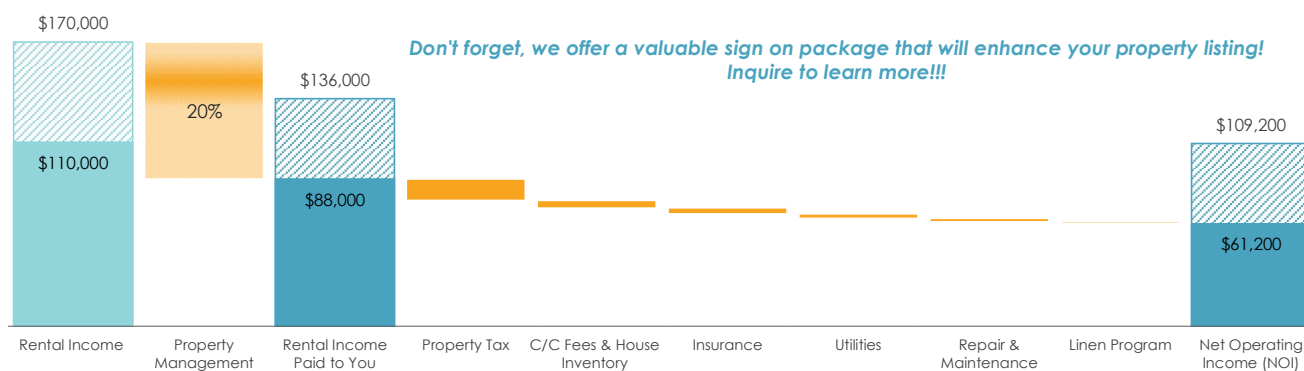 $170,000
Don't forget, we offer a valuable sign on package that will enhance your property listing!
Inquire to learn more!!!
$136,000
20%
$109,200
$110,000
$88,000
$61,200
Rental Income
Property
Management
Rental Income
Paid to You
Property Tax
C/C Fees & House
Inventory
Insurance
Utilities
Repair &
Maintenance
Linen Program
Net Operating
Income (NOI)